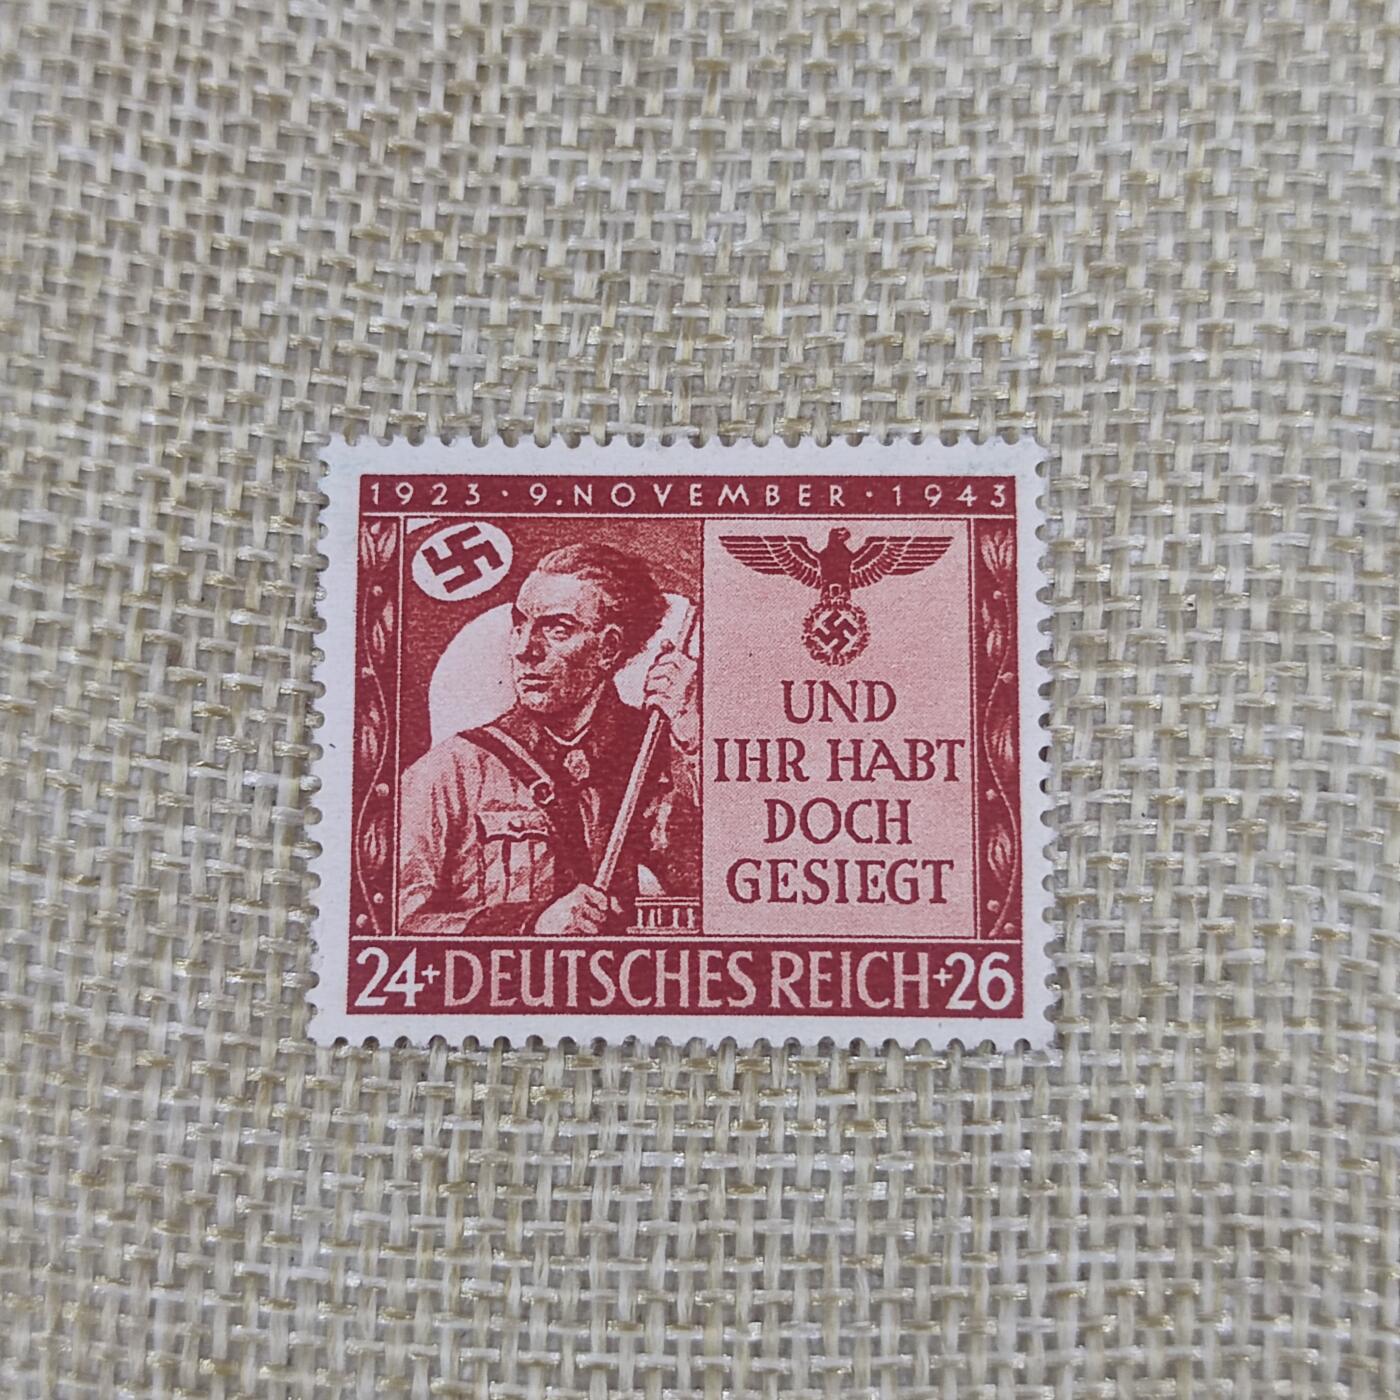 1923 · 9. NOVEMBER · 1943
UND
IHR HABT
DOCH
GESIEGT
24+ DEUTSCHES REICH +26